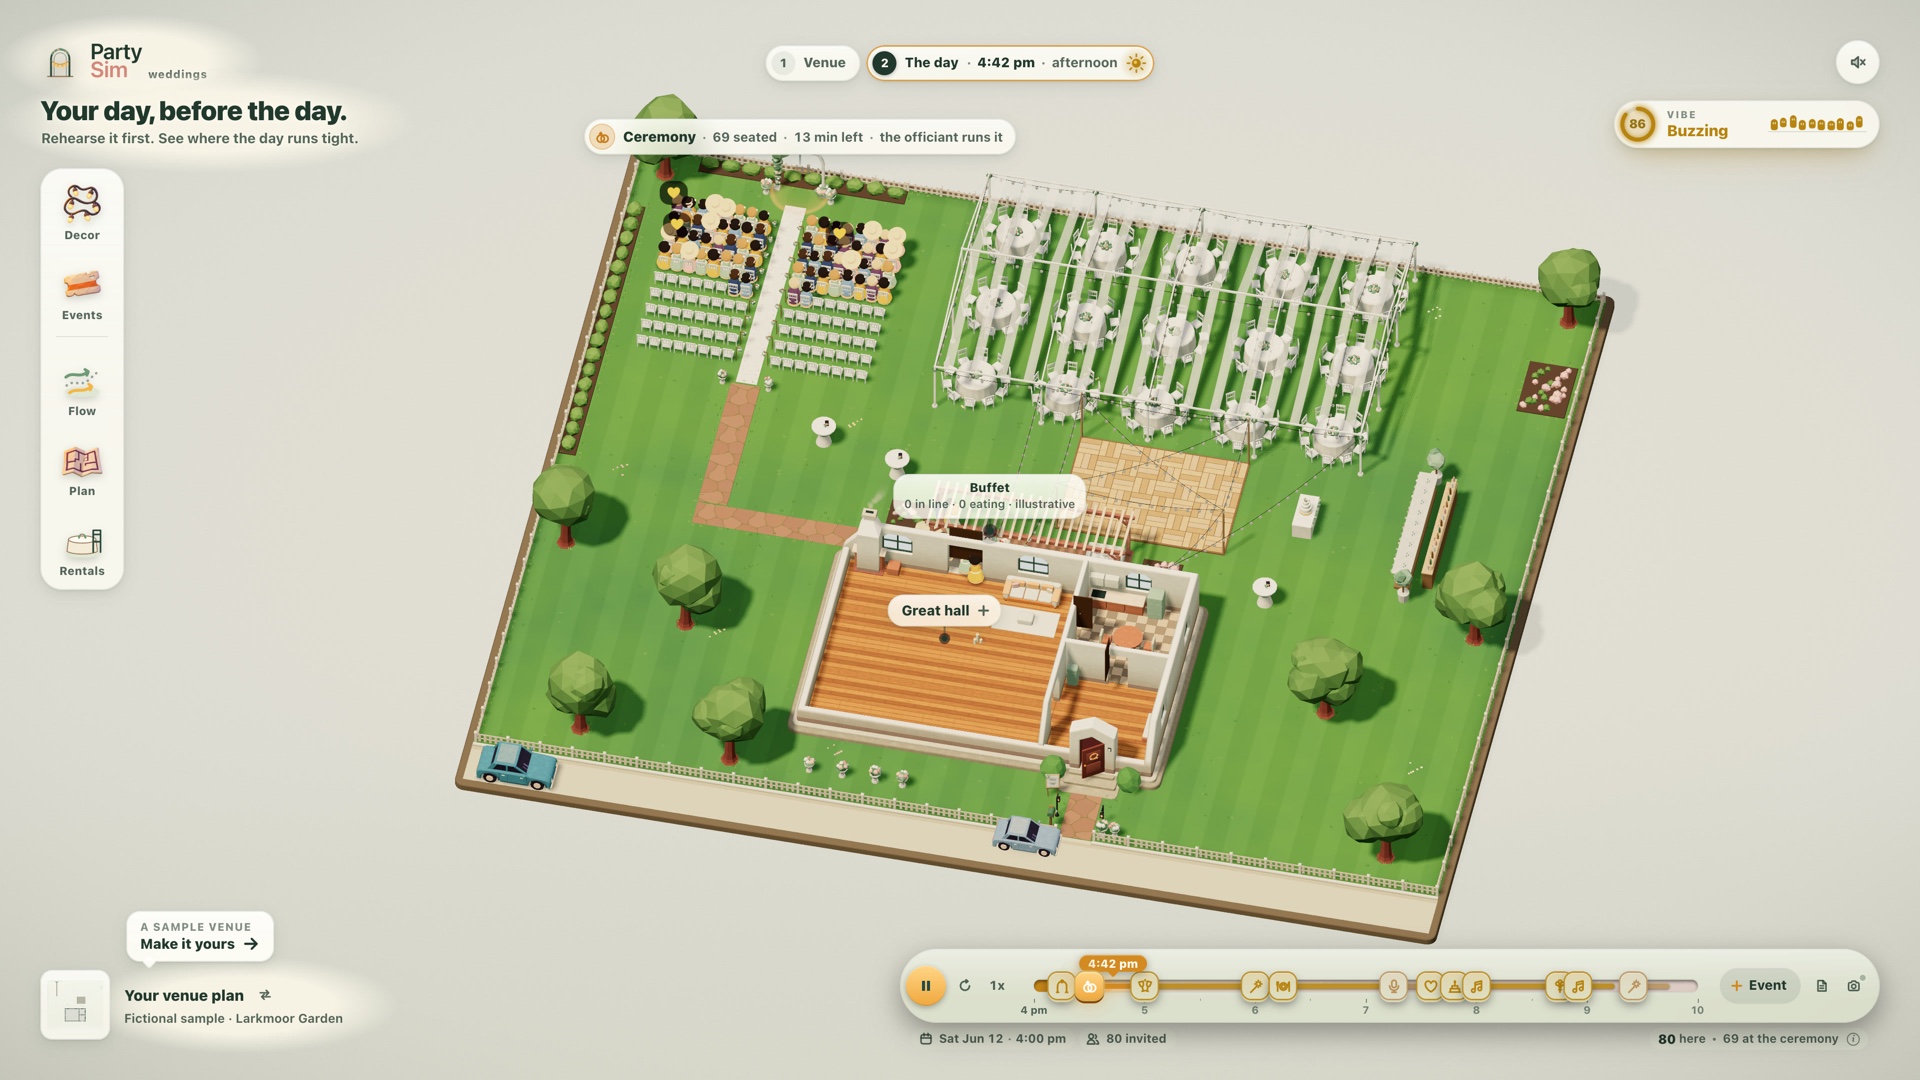 Party
Sim weddings
Your day, before the day.
Rehearse it first. See where the day runs tight.
1 Venue
2 The day · 4:42 pm · afternoon
Ceremony · 69 seated · 13 min left · the officiant runs it
86
VIBE
Buzzing
Decor
Events
Flow
Plan
Rentals
Buffet
0 in line · 0 eating · illustrative
Great hall +
A SAMPLE VENUE
Make it yours →
Your venue plan
Fictional sample · Larkmoor Garden
4:42 pm
1x
4 pm
5
6
7
8
9
10
+ Event
Sat Jun 12 · 4:00 pm
80 invited
80 here · 69 at the ceremony